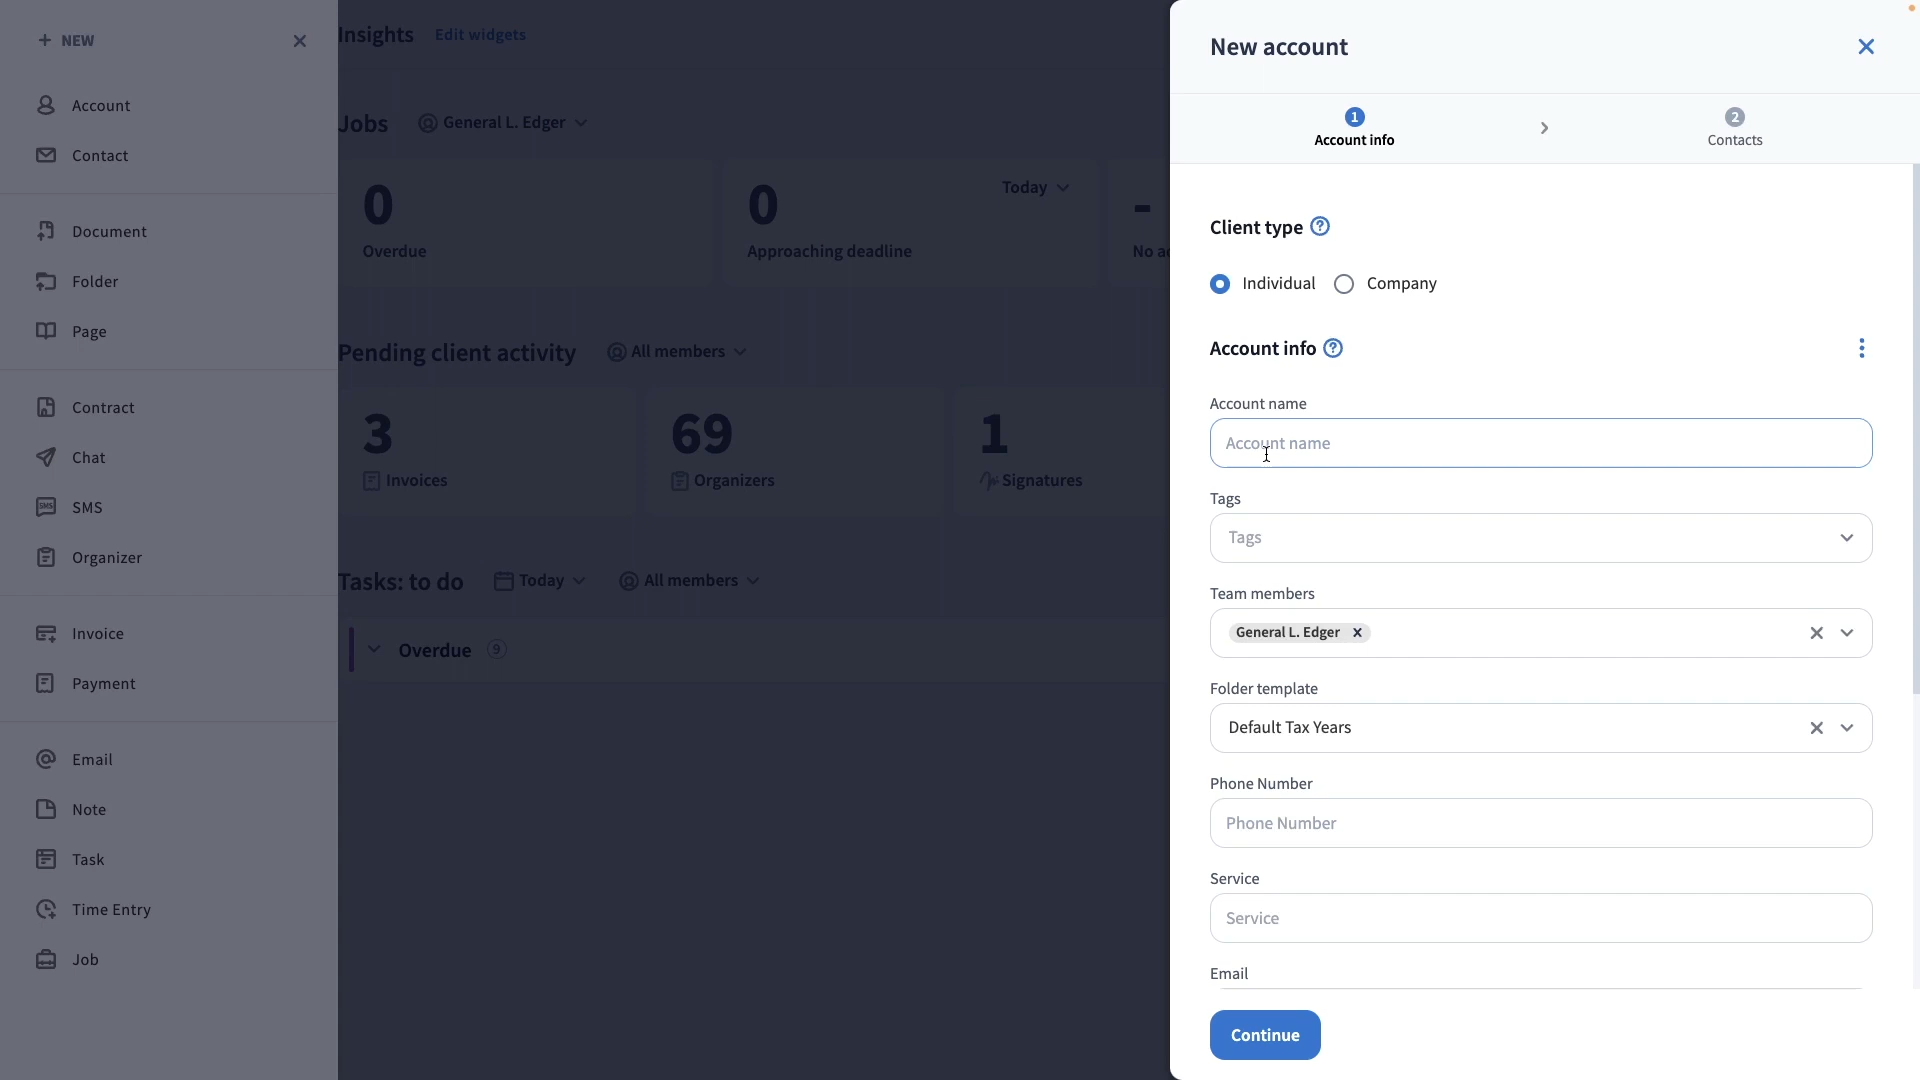 NEW
Account
Contact
Document
Folder
Page
Contract
Chat
SMS
Organizer
Invoice
Payment
Email
Note
Task
Time Entry
Job
Insights Edit widgets
Jobs General L. Edger
0
Overdue
0 Today
Approaching deadline
-
No ac
Pending client activity All members
3
Invoices
69
Organizers
1
Signatures
Tasks: to do Today All members
Overdue 9
New account
1
Account info
2
Contacts
Client type ?
Individual Company
Account info ?
Account name
Account name
Tags
Tags
Team members
General L. Edger
Folder template
Default Tax Years
Phone Number
Phone Number
Service
Service
Email
Continue